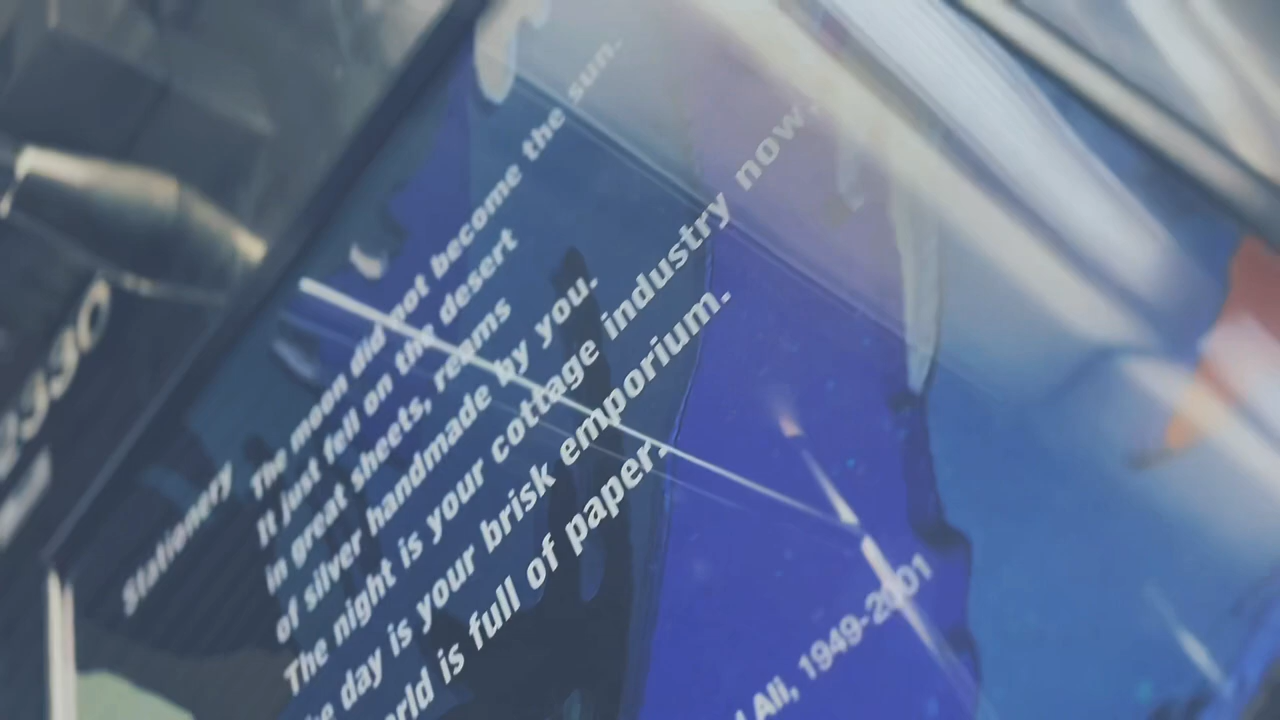 Stationery
The moon did not become the sun.
It just fell on the desert
in great sheets, reams
of silver handmade by you.
The night is your cottage industry now.
day is your brisk emporium.
is full of paper.
Ali, 1949-2001
2330